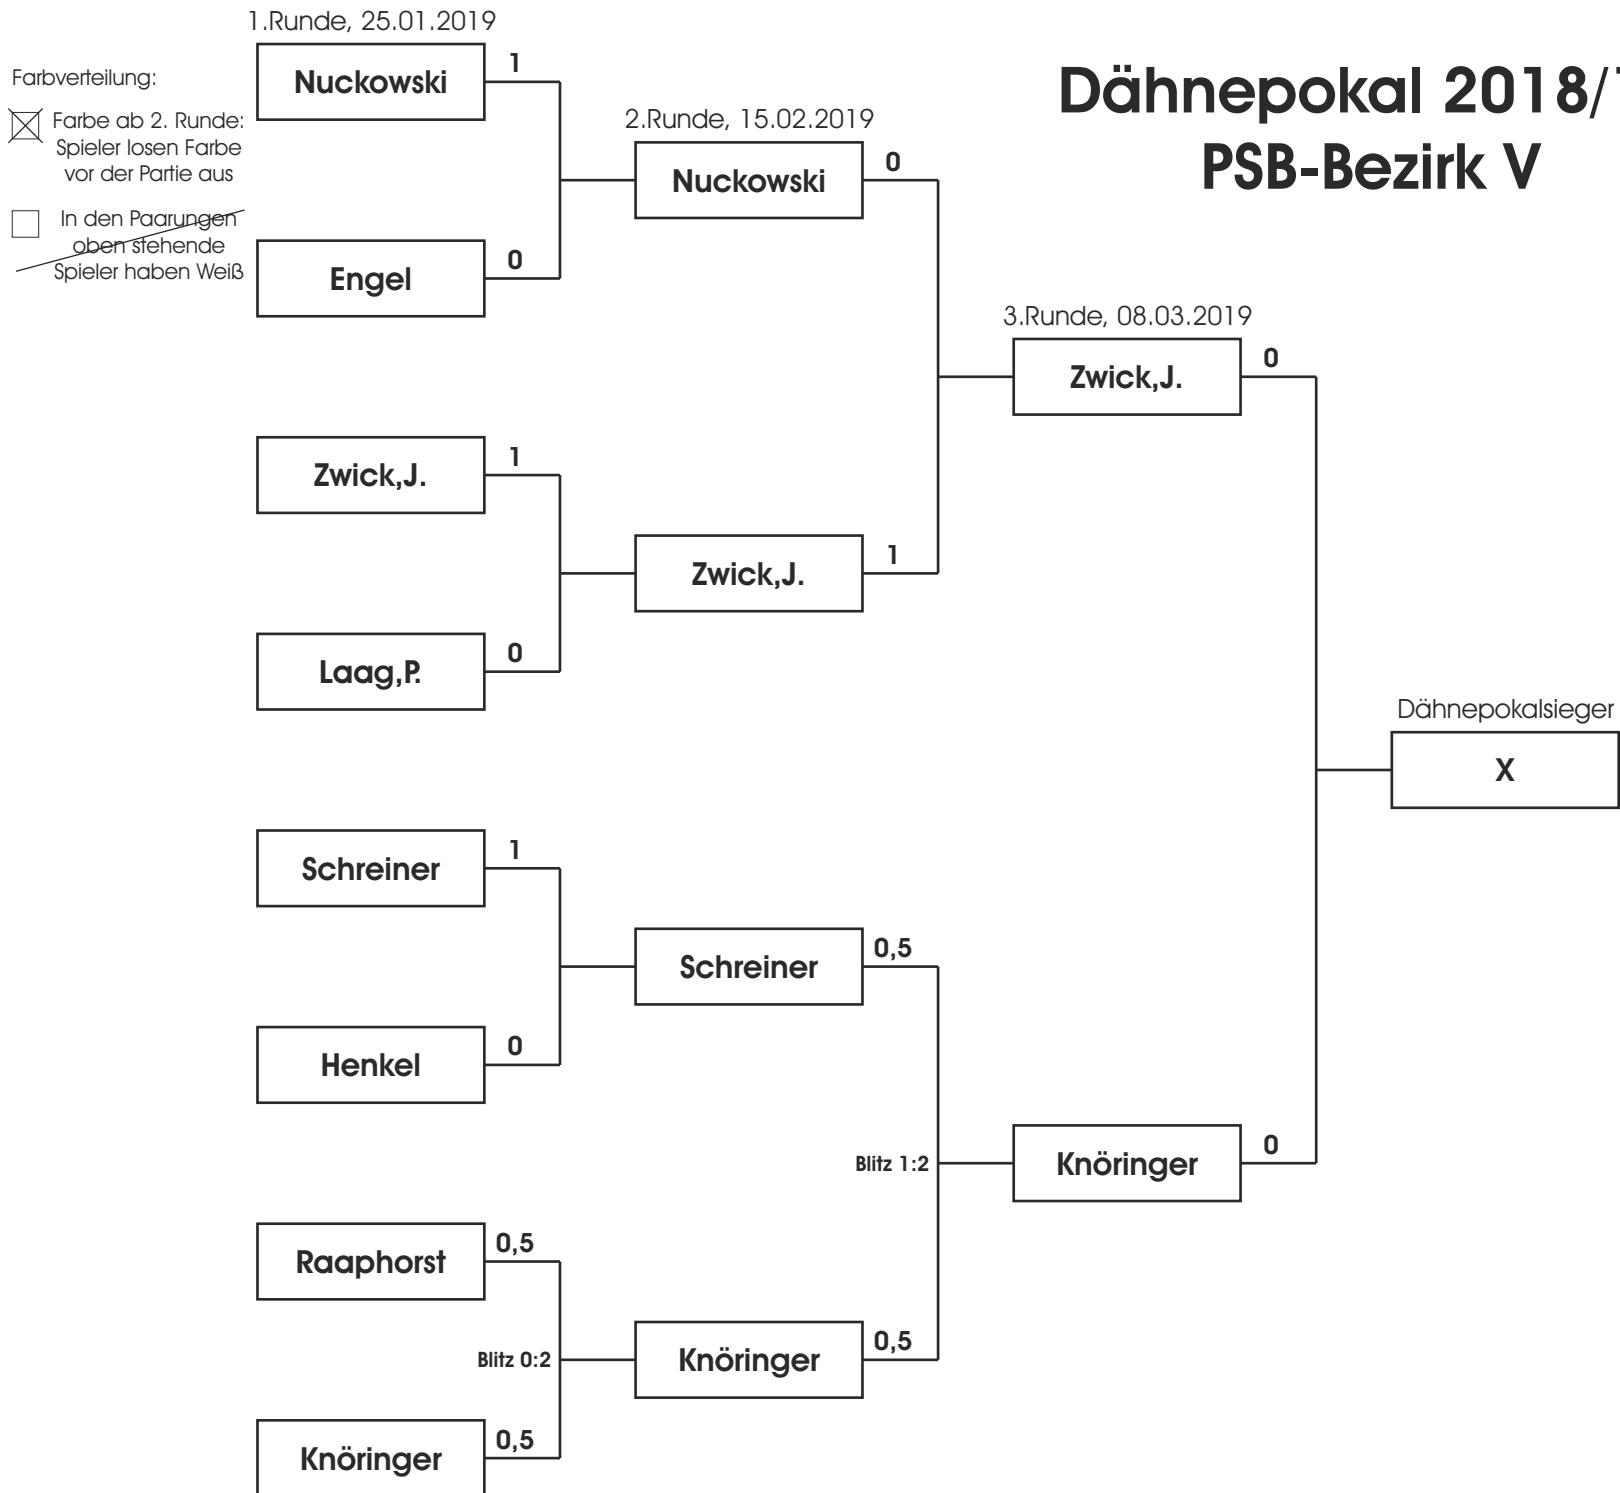 1.Runde, 25.01.2019
Farbverteilung:
Farbe ab 2. Runde:
Spieler losen Farbe
vor der Partie aus
In den Paarungen
oben stehende
Spieler haben Weiß
Dähnepokal 2018/
PSB-Bezirk V
Nuckowski
1
Engel
0
Zwick,J.
1
Laag,P.
0
Schreiner
1
Henkel
0
Raaphorst
0,5
Blitz 0:2
Knöringer
0,5
2.Runde, 15.02.2019
Nuckowski
0
Zwick,J.
1
Schreiner
0,5
Blitz 1:2
Knöringer
0,5
3.Runde, 08.03.2019
Zwick,J.
0
Knöringer
0
Dähnepokalsieger
X